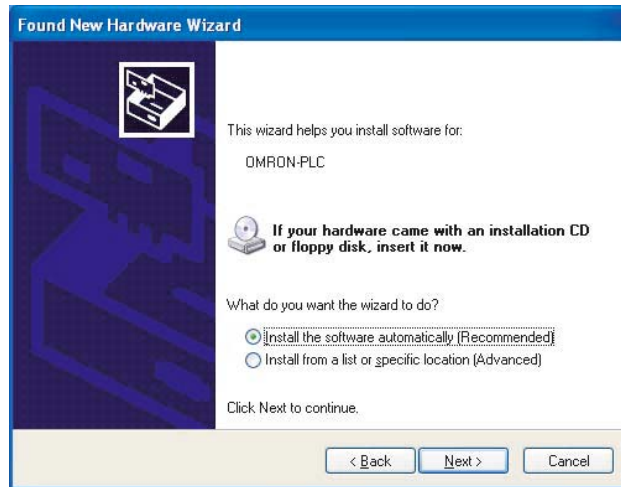 Found New Hardware Wizard
This wizard helps you install software for:
OMRON-PLC
If your hardware came with an installation CD
or floppy disk, insert it now.
What do you want the wizard to do?
Install the software automatically (Recommended)
Install from a list or specific location (Advanced)
Click Next to continue.
< Back Next > Cancel